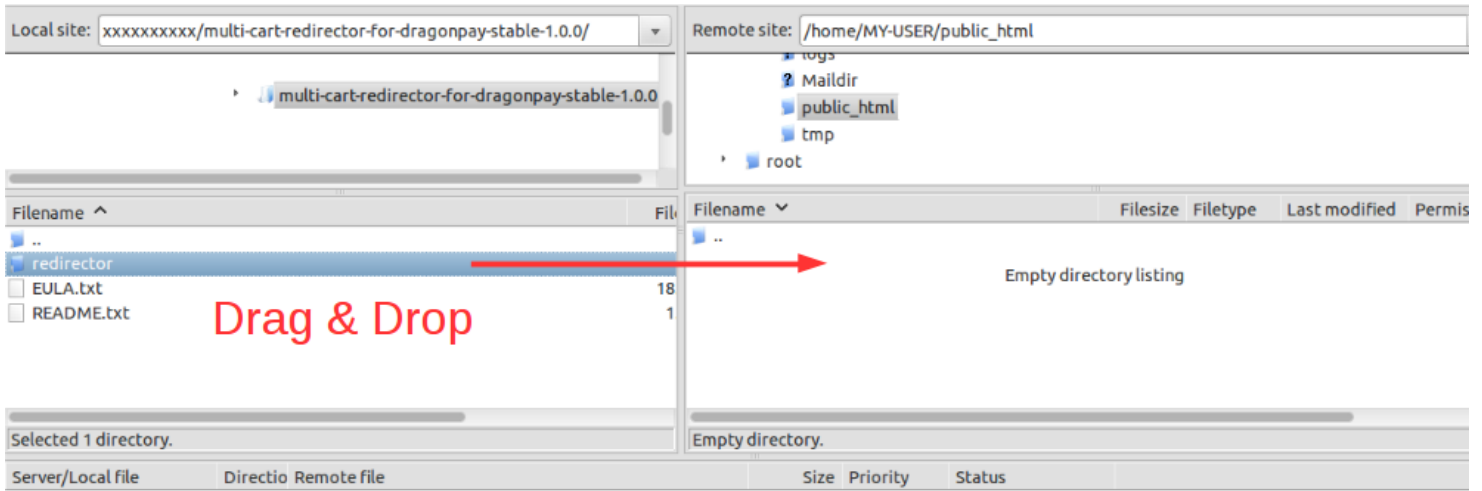 Local site: xxxxxxxxxx/multi-cart-redirector-for-dragonpay-stable-1.0.0/
multi-cart-redirector-for-dragonpay-stable-1.0.0
Filename
..
redirector
EULA.txt 18
README.txt 1
Drag & Drop
Selected 1 directory.
Remote site: /home/MY-USER/public_html
logs
Maildir
public_html
tmp
root
Filename Filesize Filetype Last modified Permis
..
Empty directory listing
Empty directory.
Server/Local file Directio Remote file Size Priority Status